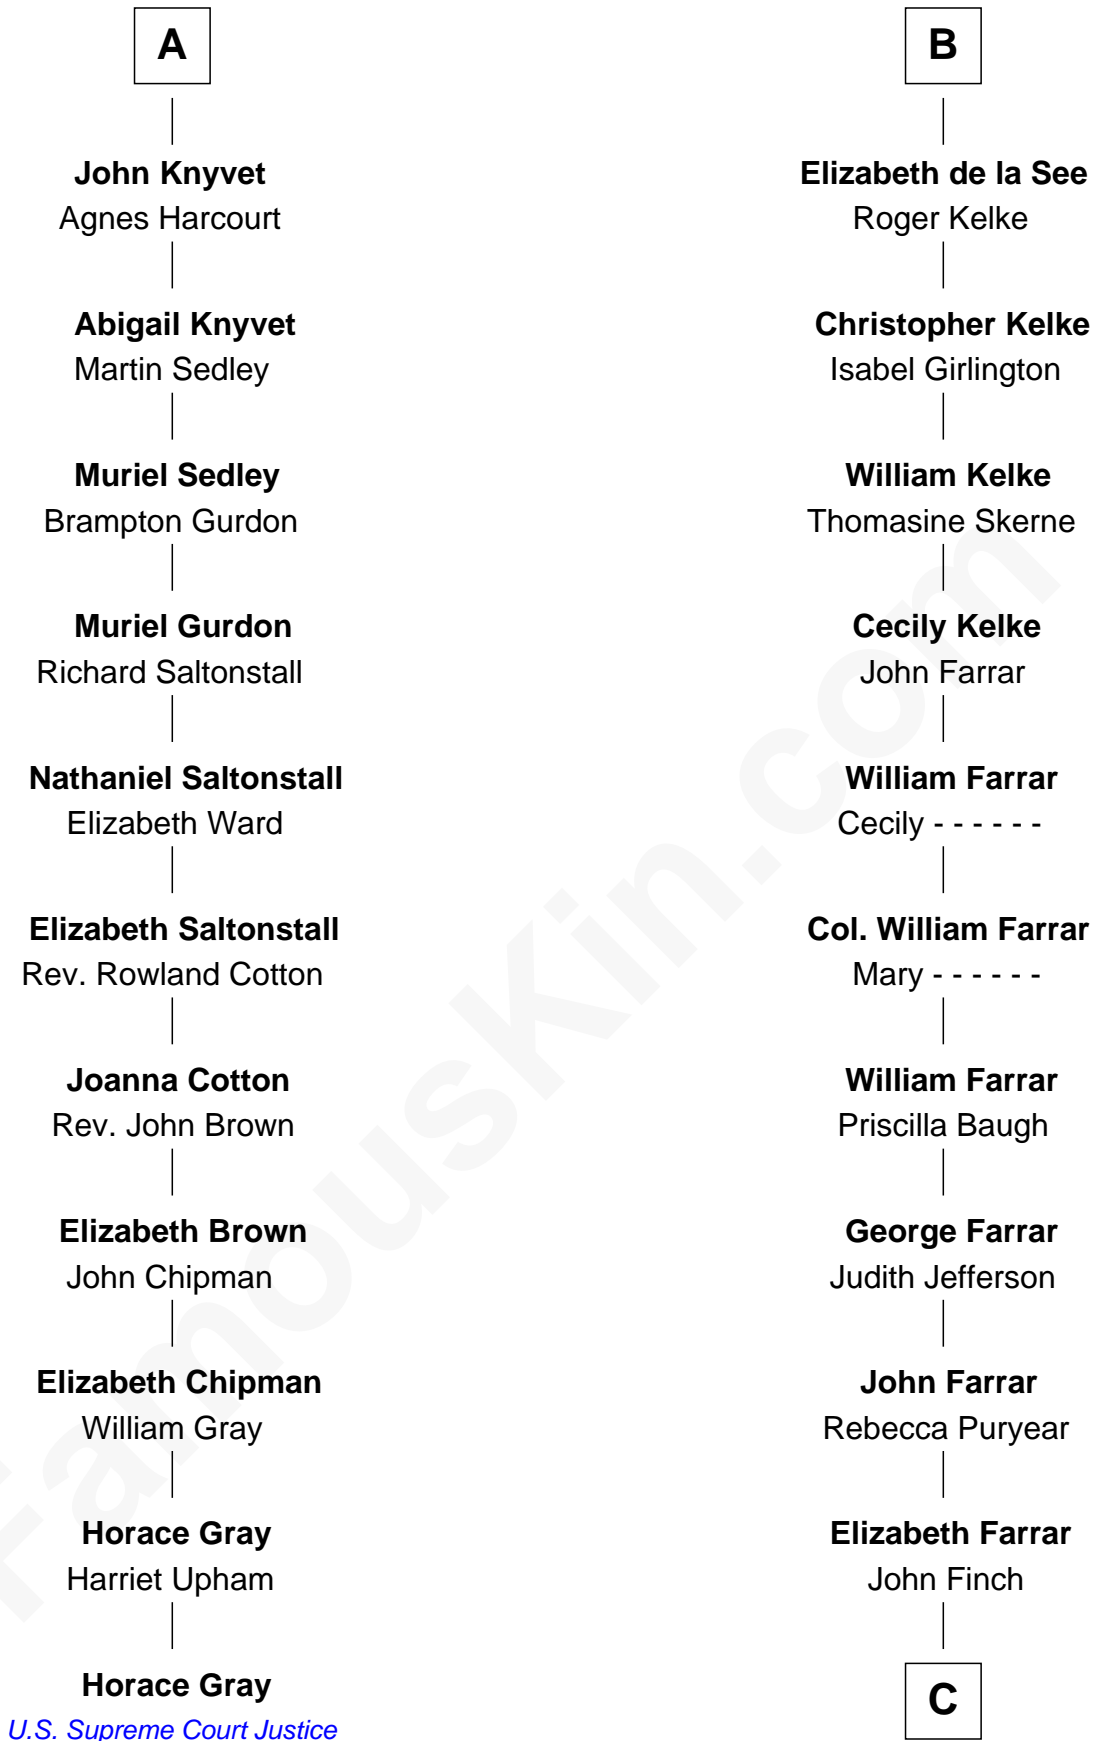 A
John Knyvet
Agnes Harcourt
Abigail Knyvet
Martin Sedley
Muriel Sedley
Brampton Gurdon
Muriel Gurdon
Richard Saltonstall
Nathaniel Saltonstall
Elizabeth Ward
Elizabeth Saltonstall
Rev. Rowland Cotton
Joanna Cotton
Rev. John Brown
Elizabeth Brown
John Chipman
Elizabeth Chipman
William Gray
Horace Gray
Harriet Upham
Horace Gray
U.S. Supreme Court Justice
B
Elizabeth de la See
Roger Kelke
Christopher Kelke
Isabel Girlington
William Kelke
Thomasine Skerne
Cecily Kelke
John Farrar
William Farrar
Cecily - - - - - -
Col. William Farrar
Mary - - - - - -
William Farrar
Priscilla Baugh
George Farrar
Judith Jefferson
John Farrar
Rebecca Puryear
Elizabeth Farrar
John Finch
C
FamousKin.com